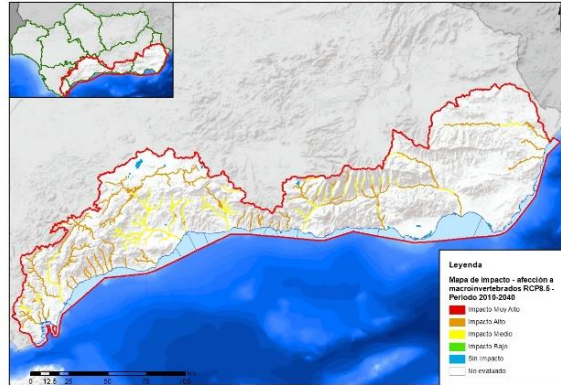 Leyenda
Mapa de impacto - afección a
macroinvertebrados RCP8.5 -
Periodo 2010-2040
Impacto Muy Alto
Impacto Alto
Impacto Medio
Impacto Bajo
Sin Impacto
No evaluado
0 12,5 25 50 75